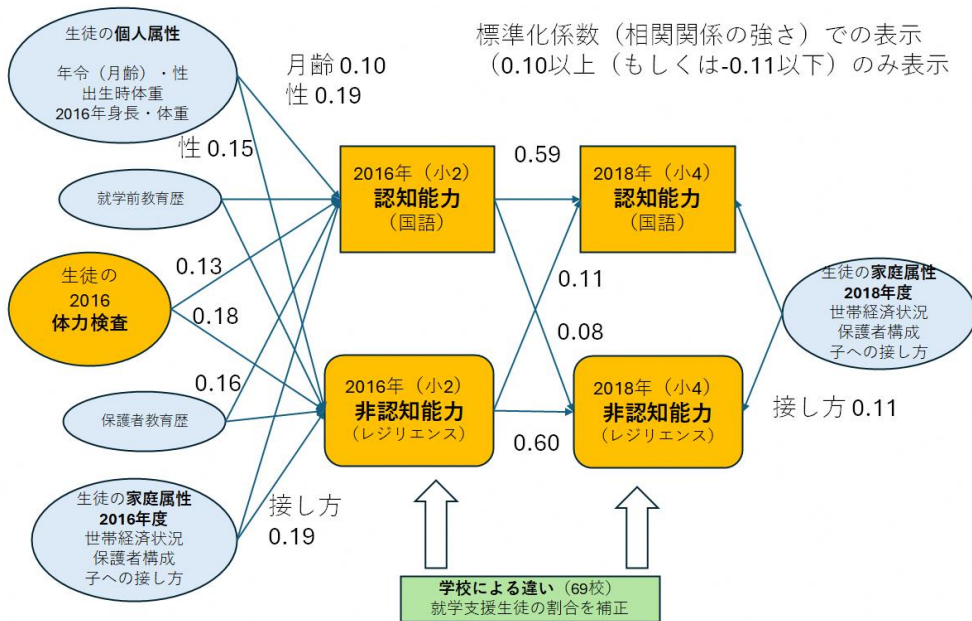 標準化係数（相関関係の強さ）での表示
（0.10以上（もしくは-0.11以下）のみ表示
生徒の個人属性
年令（月齢）・性
出生時体重
2016年身長・体重
月齢 0.10
性 0.19
性 0.15
就学前教育歴
生徒の
2016
体力検査
0.13
0.18
0.16
保護者教育歴
生徒の家庭属性
2016年度
世帯経済状況
保護者構成
子への接し方
接し方
0.19
2016年（小2）
認知能力
（国語）
0.59
2018年（小4）
認知能力
（国語）
0.11
0.08
2016年（小2）
非認知能力
（レジリエンス）
0.60
2018年（小4）
非認知能力
（レジリエンス）
生徒の家庭属性
2018年度
世帯経済状況
保護者構成
子への接し方
接し方 0.11
学校による違い（69校）
就学支援生徒の割合を補正